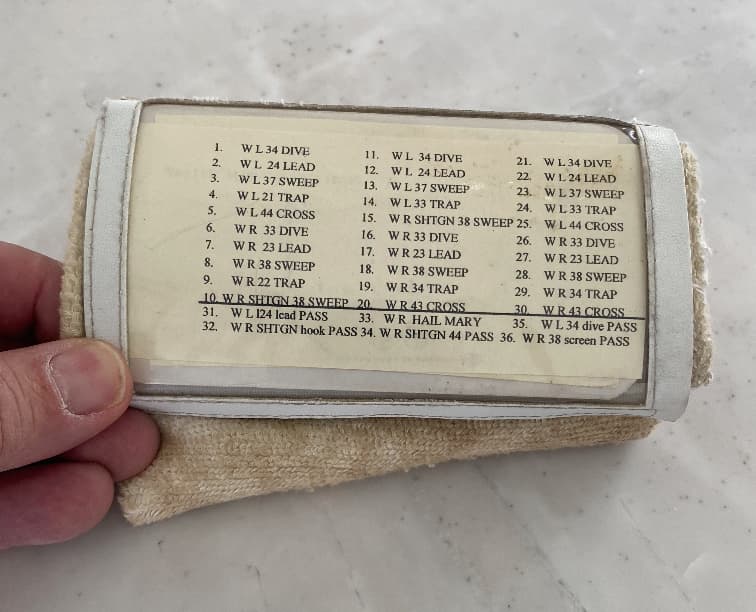 1. W L 34 DIVE 11. W L 34 DIVE 21. W L 34 DIVE
2. W L 24 LEAD 12. W L 24 LEAD 22. W L 24 LEAD
3. W L 37 SWEEP 13. W L 37 SWEEP 23. W L 37 SWEEP
4. W L 21 TRAP 14. W L 33 TRAP 24. W L 33 TRAP
5. W L 44 CROSS 15. W R SHTGN 38 SWEEP 25. W L 44 CROSS
6. W R 33 DIVE 16. W R 33 DIVE 26. W R 33 DIVE
7. W R 23 LEAD 17. W R 23 LEAD 27. W R 23 LEAD
8. W R 38 SWEEP 18. W R 38 SWEEP 28. W R 38 SWEEP
9. W R 22 TRAP 19. W R 34 TRAP 29. W R 34 TRAP
10. W R SHTGN 38 SWEEP 20. W R 43 CROSS 30. W R 43 CROSS
31. W L 124 lead PASS 33. W R HAIL MARY 35. W L 34 dive PASS
32. W R SHTGN hook PASS 34. W R SHTGN 44 PASS 36. W R 38 screen PASS